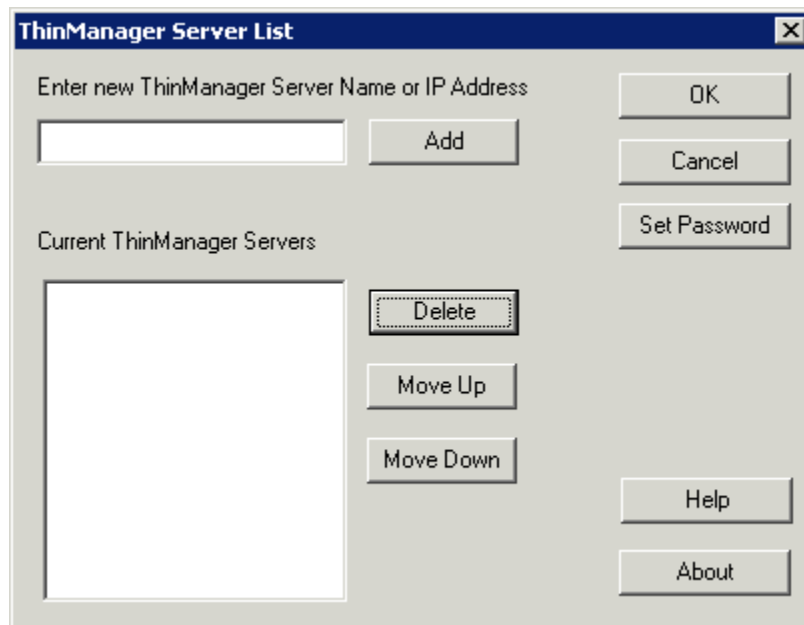 ThinManager Server List
Enter new ThinManager Server Name or IP Address
OK
Add
Cancel
Set Password
Current ThinManager Servers
Delete
Move Up
Move Down
Help
About